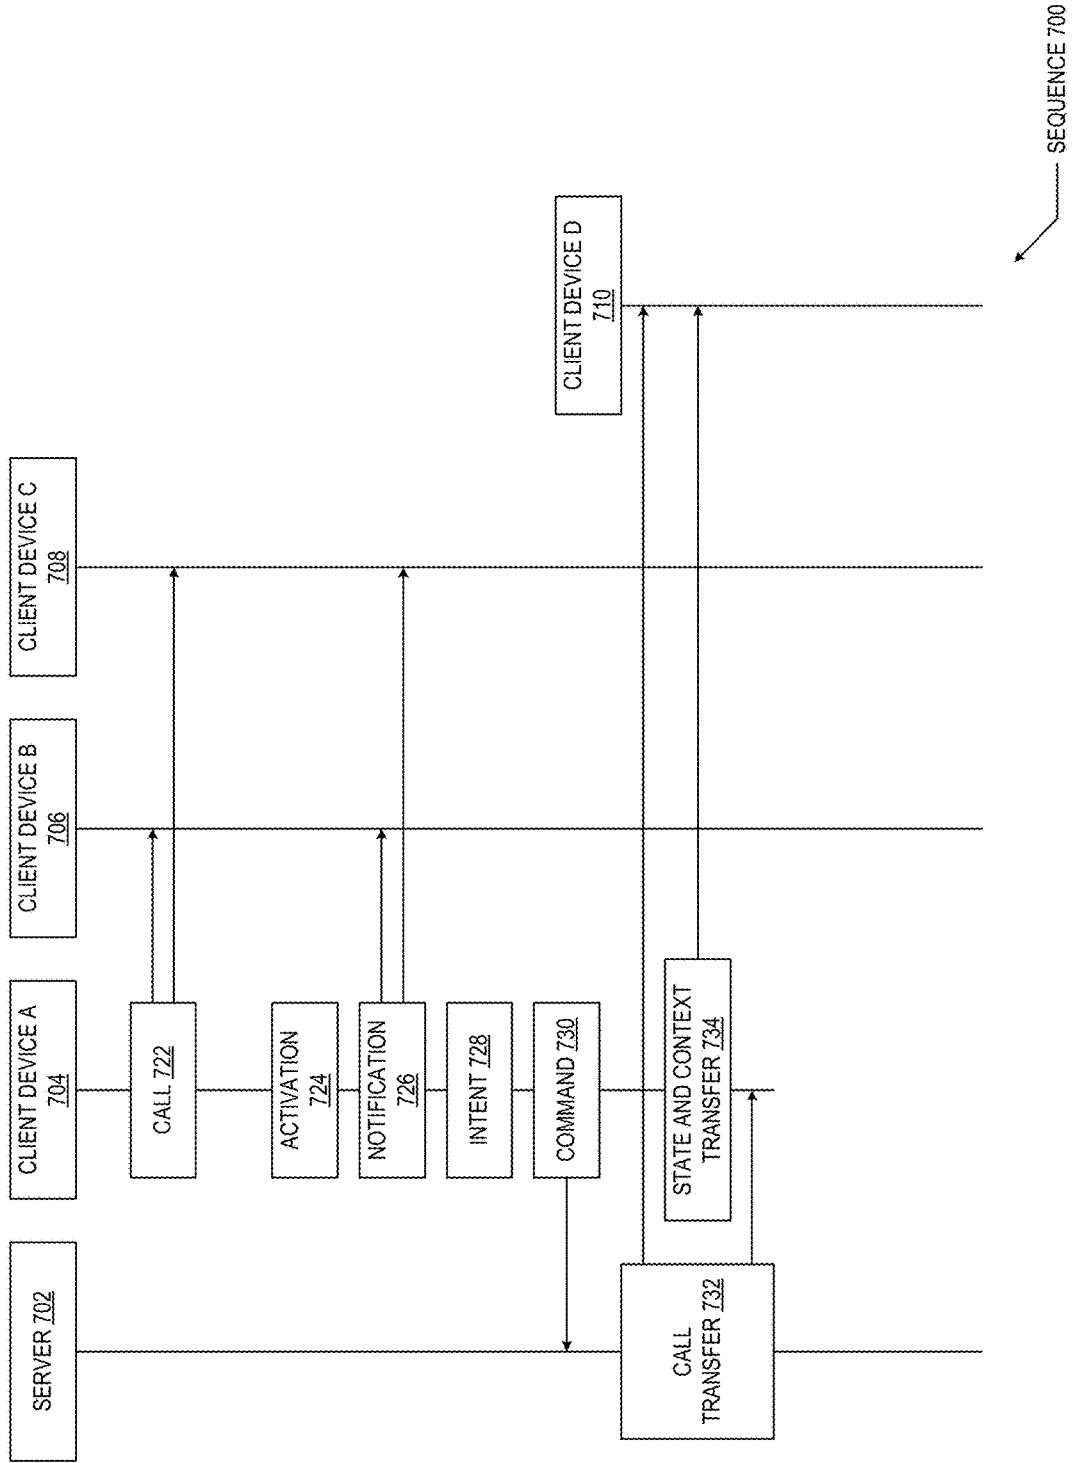 SERVER 702
CLIENT DEVICE A
704
CLIENT DEVICE B
706
CLIENT DEVICE C
708
CALL 722
ACTIVATION
724
NOTIFICATION
726
INTENT 728
COMMAND 730
CLIENT DEVICE D
710
CALL
TRANSFER 732
STATE AND CONTEXT
TRANSFER 734
SEQUENCE 700